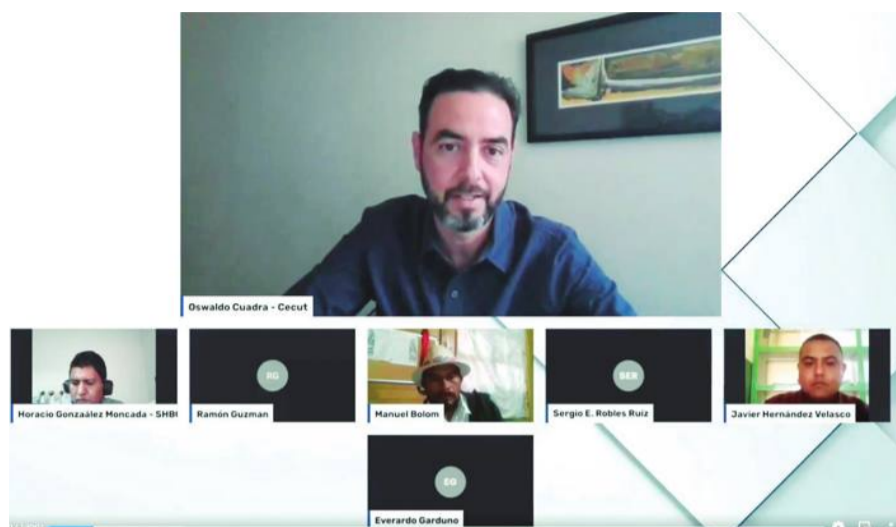 Oswaldo Cuadra - Cecut
Horacio Gonzaález Moncada - SHBC
RG
Ramón Guzman
Manuel Bolom
SER
Sergio E. Robles Ruiz
Javier Hernández Velasco
EG
Everardo Garduno